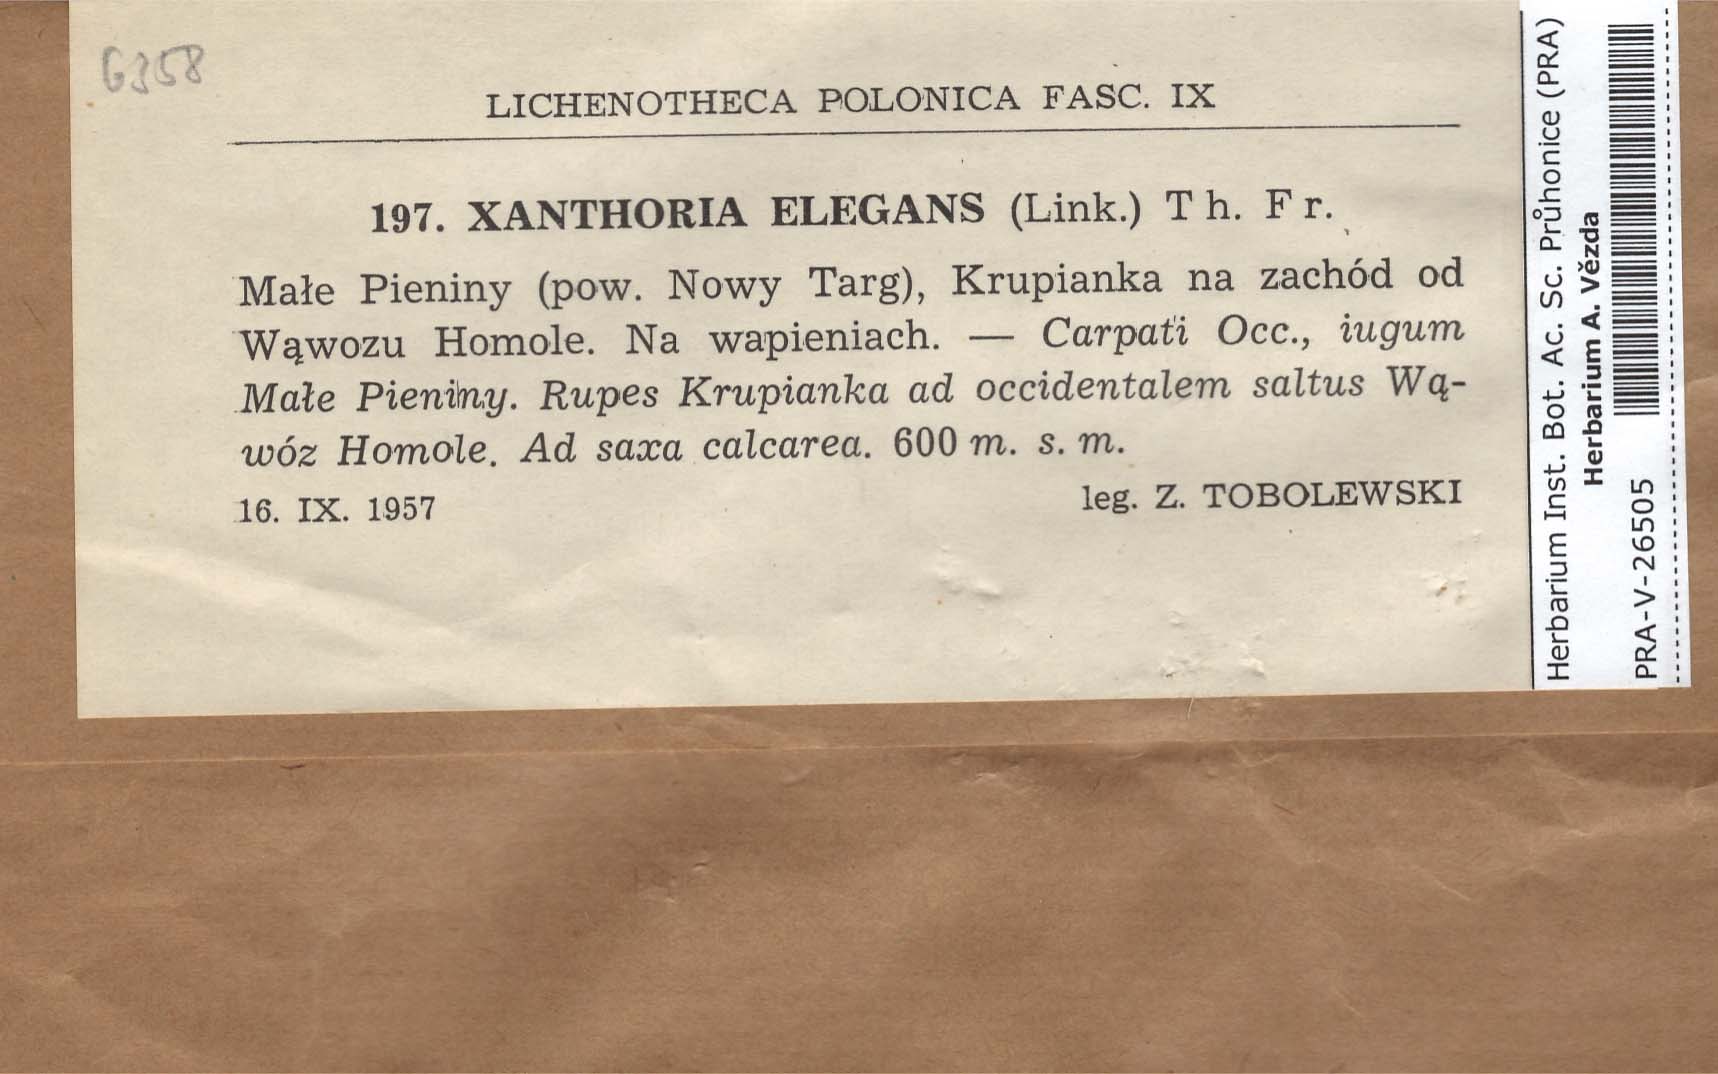 6358
LICHENOTHECA POLONICA FASC. IX
197. XANTHORIA ELEGANS (Link.) Th. Fr.
Małe Pieniny (pow. Nowy Targ), Krupianka na zachód od
Wąwozu Homole. Na wapieniach. — Carpati Occ., iugum
Małe Pieniny. Rupes Krupianka ad occidentalem saltus Wą-
wóz Homole. Ad saxa calcarea. 600 m. s. m.
16. IX. 1957 leg. Z. TOBOLEWSKI
Herbarium Inst. Bot. Ac. Sc. Průhonice (PRA)
Herbarium A. Vězda
PRA-V-26505